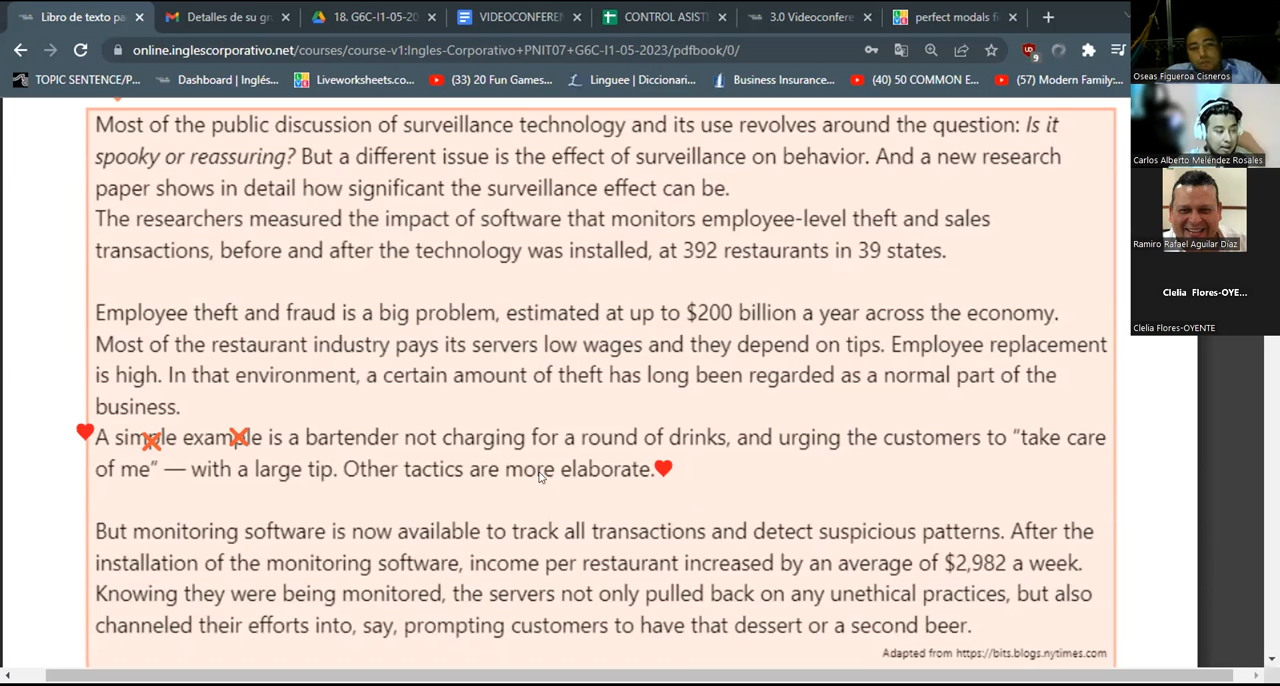 Libro de texto pa
Detalles de su gr
18. G6C-I1-05-20
VIDEOCONFEREN
CONTROL ASIST
3.0 Videoconfere
perfect modals fi
online.inglescorporativo.net/courses/course-v1:Ingles-Corporativo+PNIT07+G6C-I1-05-2023/pdfbook/0/
9
TOPIC SENTENCE/P...
Dashboard | Inglés...
Liveworksheets.co...
(33) 20 Fun Games...
Linguee | Diccionari...
Business Insurance...
(40) 50 COMMON E...
(57) Modern Family:...
Most of the public discussion of surveillance technology and its use revolves around the question: Is it
spooky or reassuring? But a different issue is the effect of surveillance on behavior. And a new research
paper shows in detail how significant the surveillance effect can be.
The researchers measured the impact of software that monitors employee-level theft and sales
transactions, before and after the technology was installed, at 392 restaurants in 39 states.
Employee theft and fraud is a big problem, estimated at up to $200 billion a year across the economy.
Most of the restaurant industry pays its servers low wages and they depend on tips. Employee replacement
is high. In that environment, a certain amount of theft has long been regarded as a normal part of the
business.
A simple example is a bartender not charging for a round of drinks, and urging the customers to “take care
of me” — with a large tip. Other tactics are more elaborate.
But monitoring software is now available to track all transactions and detect suspicious patterns. After the
installation of the monitoring software, income per restaurant increased by an average of $2,982 a week.
Knowing they were being monitored, the servers not only pulled back on any unethical practices, but also
channeled their efforts into, say, prompting customers to have that dessert or a second beer.
Adapted from https://bits.blogs.nytimes.com
Oseas Figueroa Cisneros
Carlos Alberto Meléndez Rosales
Ramiro Rafael Aguilar Díaz
Clelia Flores-OYE...
Clelia Flores-OYENTE